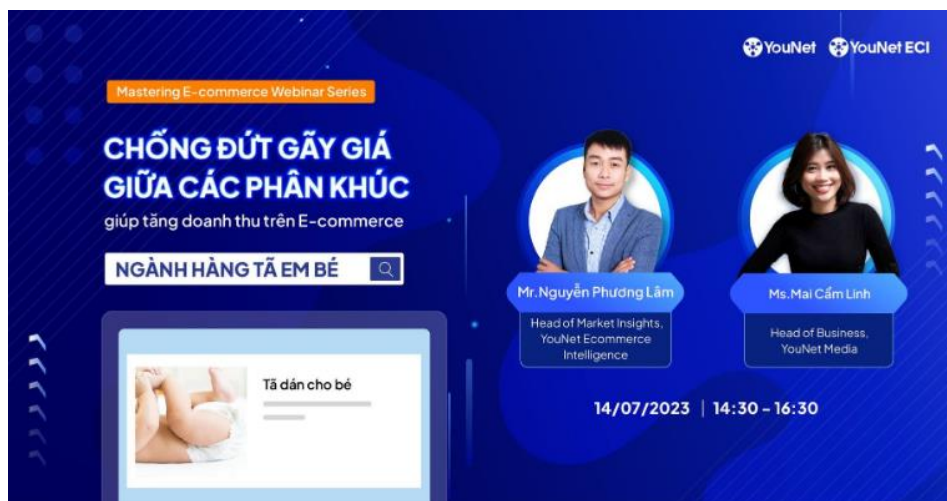 YouNet YouNet ECI
Mastering E-commerce Webinar Series
CHỐNG ĐỨT GÃY GIÁ
GIỮA CÁC PHÂN KHÚC
giúp tăng doanh thu trên E-commerce
NGÀNH HÀNG TÃ EM BÉ
Tã dán cho bé
Mr.Nguyễn Phương Lâm
Head of Market Insights,
YouNet Ecommerce
Intelligence
Ms.Mai Cẩm Linh
Head of Business,
YouNet Media
14/07/2023 | 14:30 - 16:30